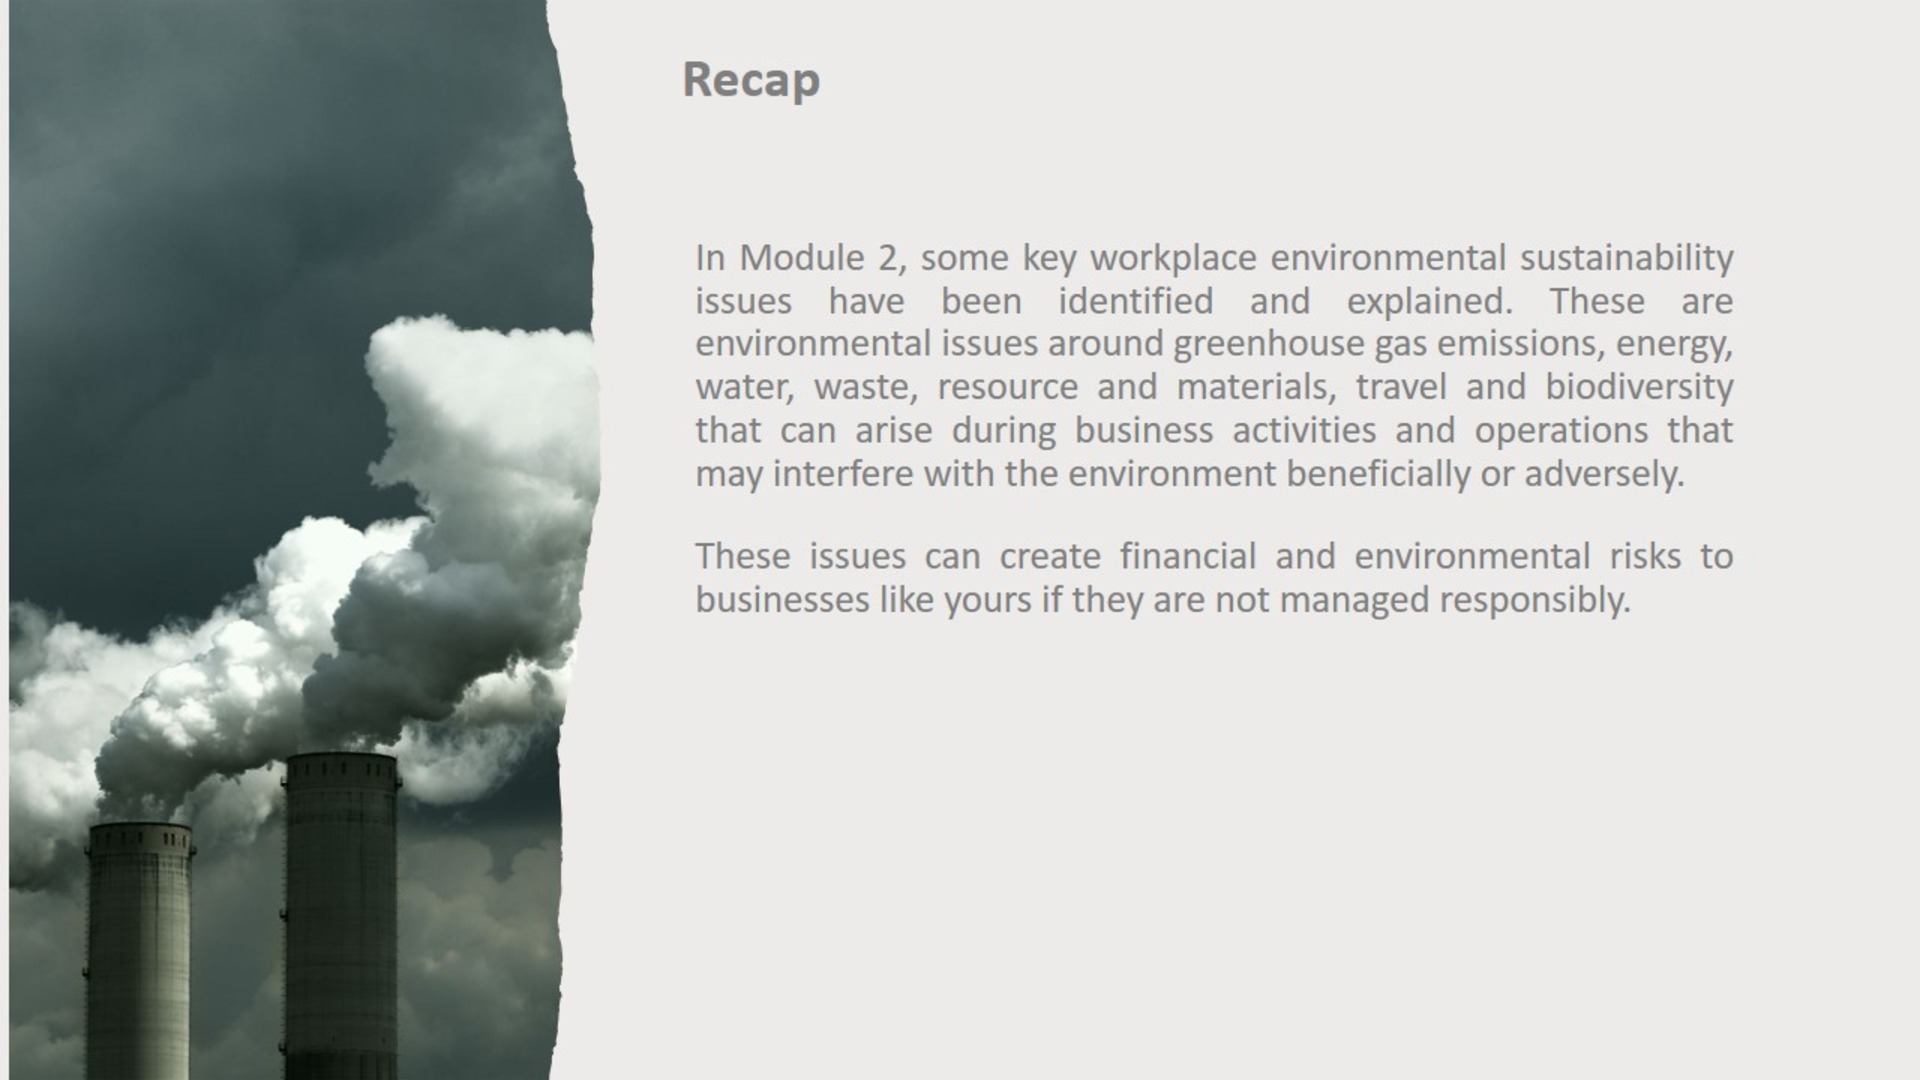 Recap
In Module 2, some key workplace environmental sustainability
issues have been identified and explained. These are
environmental issues around greenhouse gas emissions, energy,
water, waste, resource and materials, travel and biodiversity
that can arise during business activities and operations that
may interfere with the environment beneficially or adversely.
These issues can create financial and environmental risks to
businesses like yours if they are not managed responsibly.